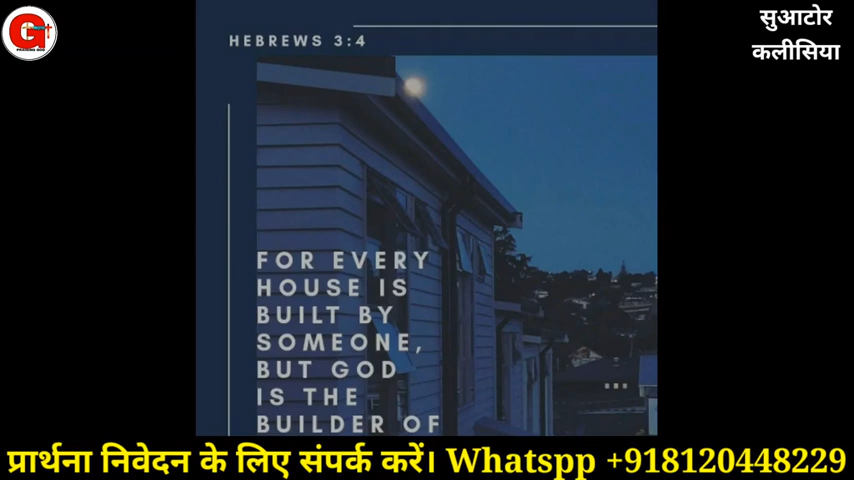 सुआटोर
कलीसिया
HEBREWS 3:4
FOR EVERY
HOUSE IS
BUILT BY
SOMEONE,
BUT GOD
IS THE
BUILDER OF
प्रार्थना निवेदन के लिए संपर्क करें। Whatspp +918120448229